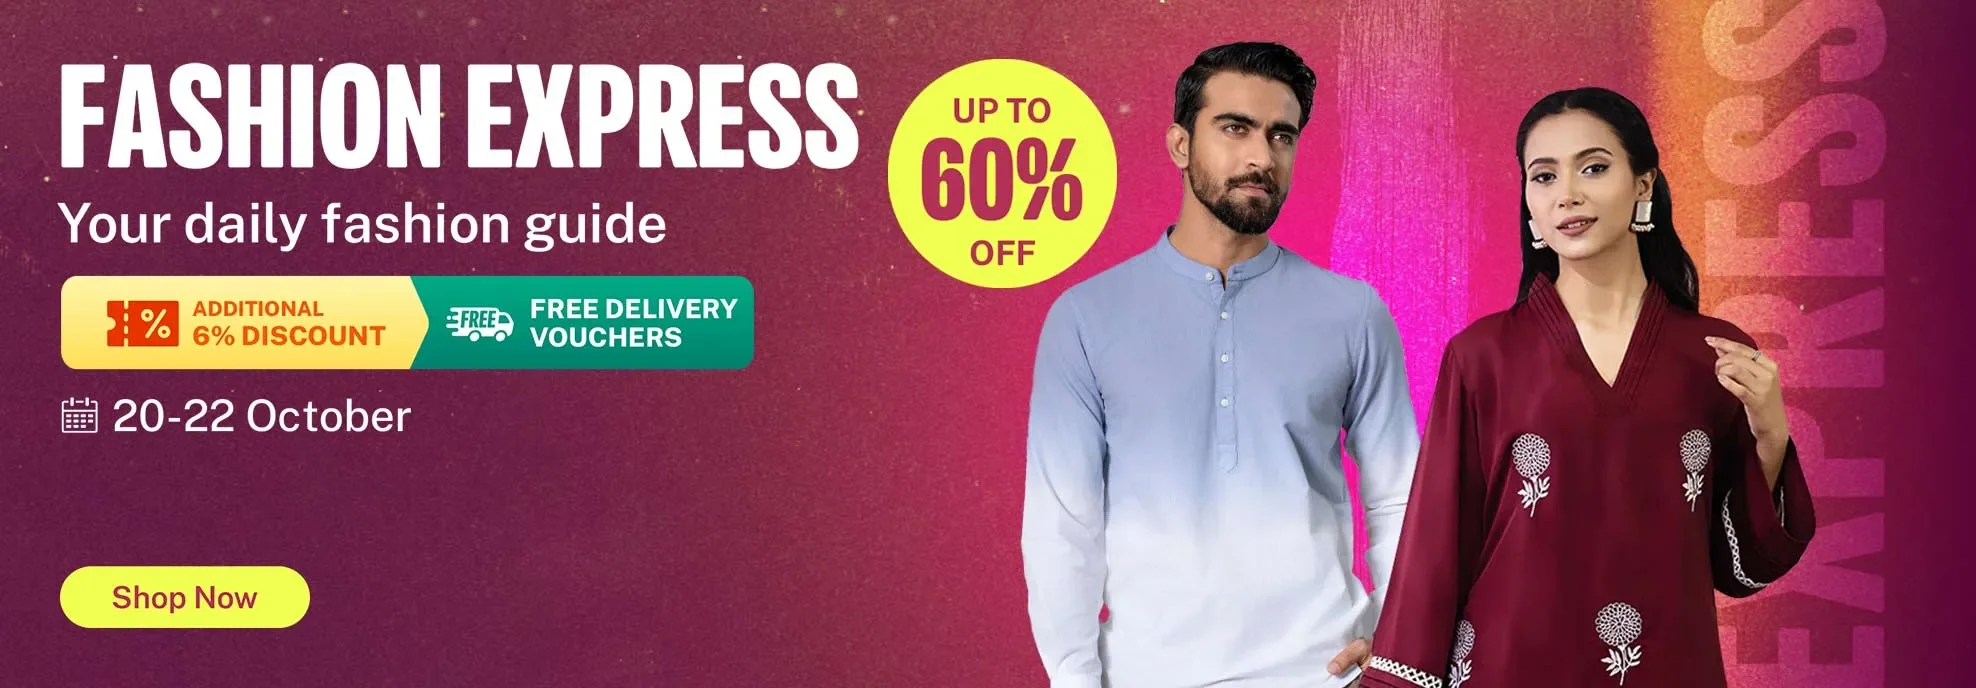 FASHION EXPRESS
Your daily fashion guide
ADDITIONAL
6% DISCOUNT
FREE
FREE DELIVERY
VOUCHERS
20-22 October
Shop Now
UP TO
60%
OFF
EXPRESS